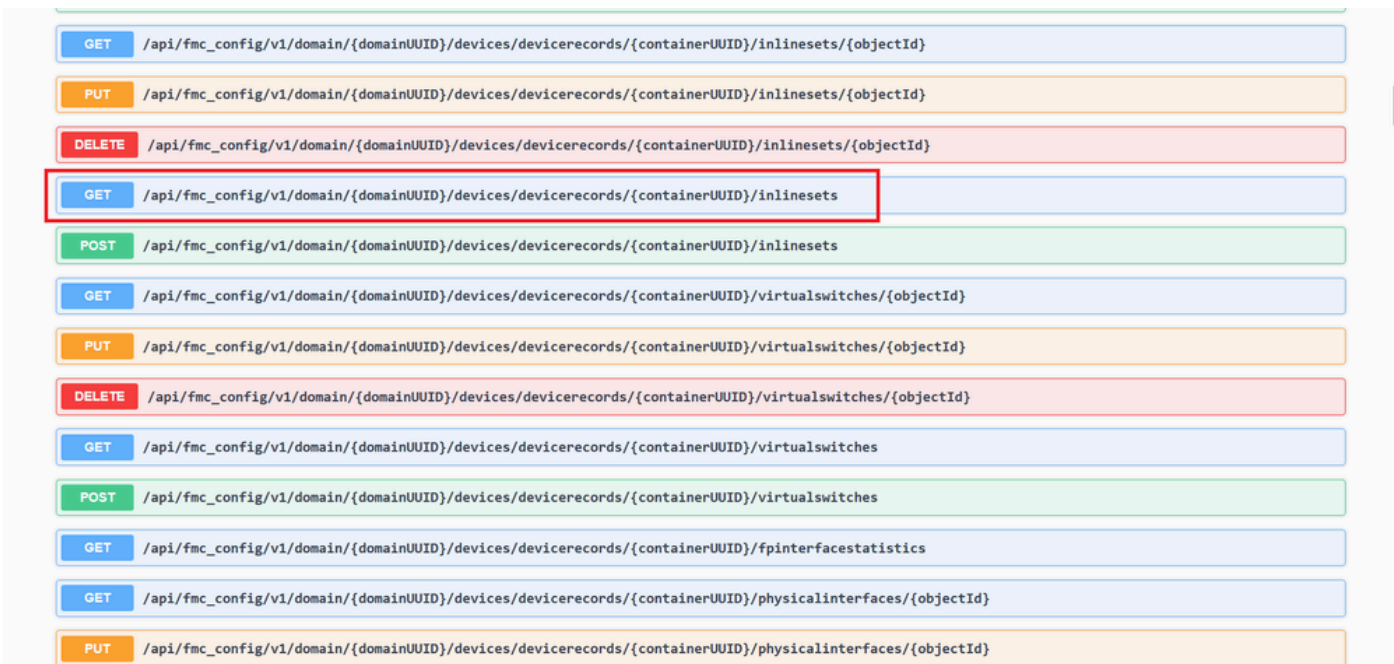 GET /api/fmc_config/v1/domain/{domainUUID}/devices/devicerecords/{containerUUID}/inlinesets/{objectId}
PUT /api/fmc_config/v1/domain/{domainUUID}/devices/devicerecords/{containerUUID}/inlinesets/{objectId}
DELETE /api/fmc_config/v1/domain/{domainUUID}/devices/devicerecords/{containerUUID}/inlinesets/{objectId}
GET /api/fmc_config/v1/domain/{domainUUID}/devices/devicerecords/{containerUUID}/inlinesets
POST /api/fmc_config/v1/domain/{domainUUID}/devices/devicerecords/{containerUUID}/inlinesets
GET /api/fmc_config/v1/domain/{domainUUID}/devices/devicerecords/{containerUUID}/virtualswitches/{objectId}
PUT /api/fmc_config/v1/domain/{domainUUID}/devices/devicerecords/{containerUUID}/virtualswitches/{objectId}
DELETE /api/fmc_config/v1/domain/{domainUUID}/devices/devicerecords/{containerUUID}/virtualswitches/{objectId}
GET /api/fmc_config/v1/domain/{domainUUID}/devices/devicerecords/{containerUUID}/virtualswitches
POST /api/fmc_config/v1/domain/{domainUUID}/devices/devicerecords/{containerUUID}/virtualswitches
GET /api/fmc_config/v1/domain/{domainUUID}/devices/devicerecords/{containerUUID}/fpinterfacestatistics
GET /api/fmc_config/v1/domain/{domainUUID}/devices/devicerecords/{containerUUID}/physicalinterfaces/{objectId}
PUT /api/fmc_config/v1/domain/{domainUUID}/devices/devicerecords/{containerUUID}/physicalinterfaces/{objectId}